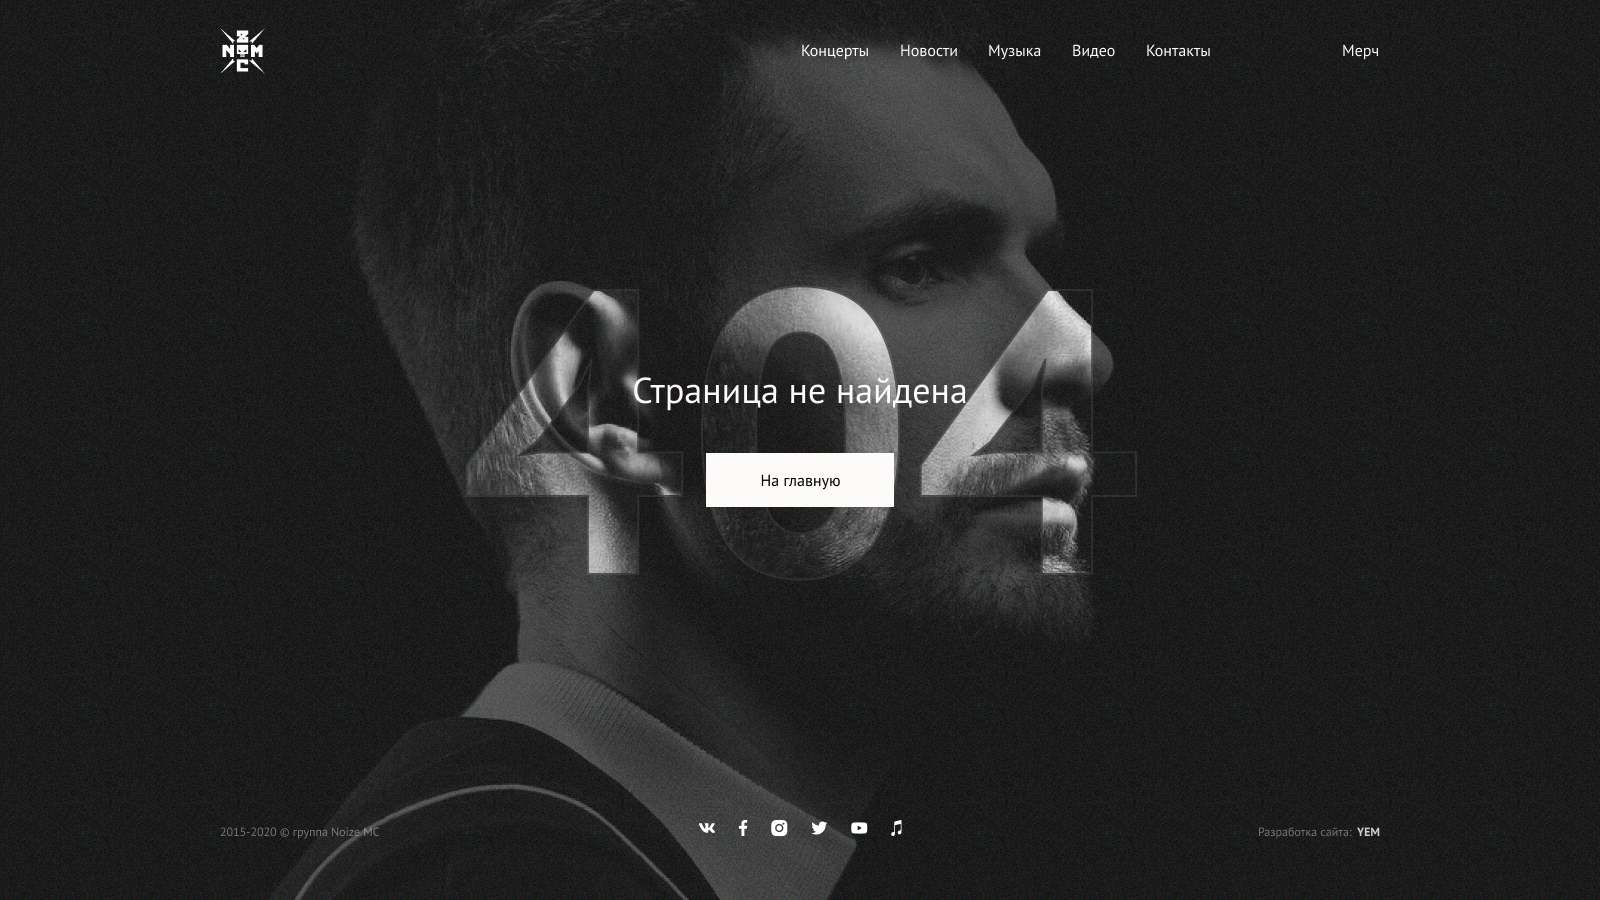 Z
N M
C
Концерты Новости Музыка Видео Контакты Мерч
404
Страница не найдена
На главную
2015-2020 © группа Noize MC
Разработка сайта: YEM